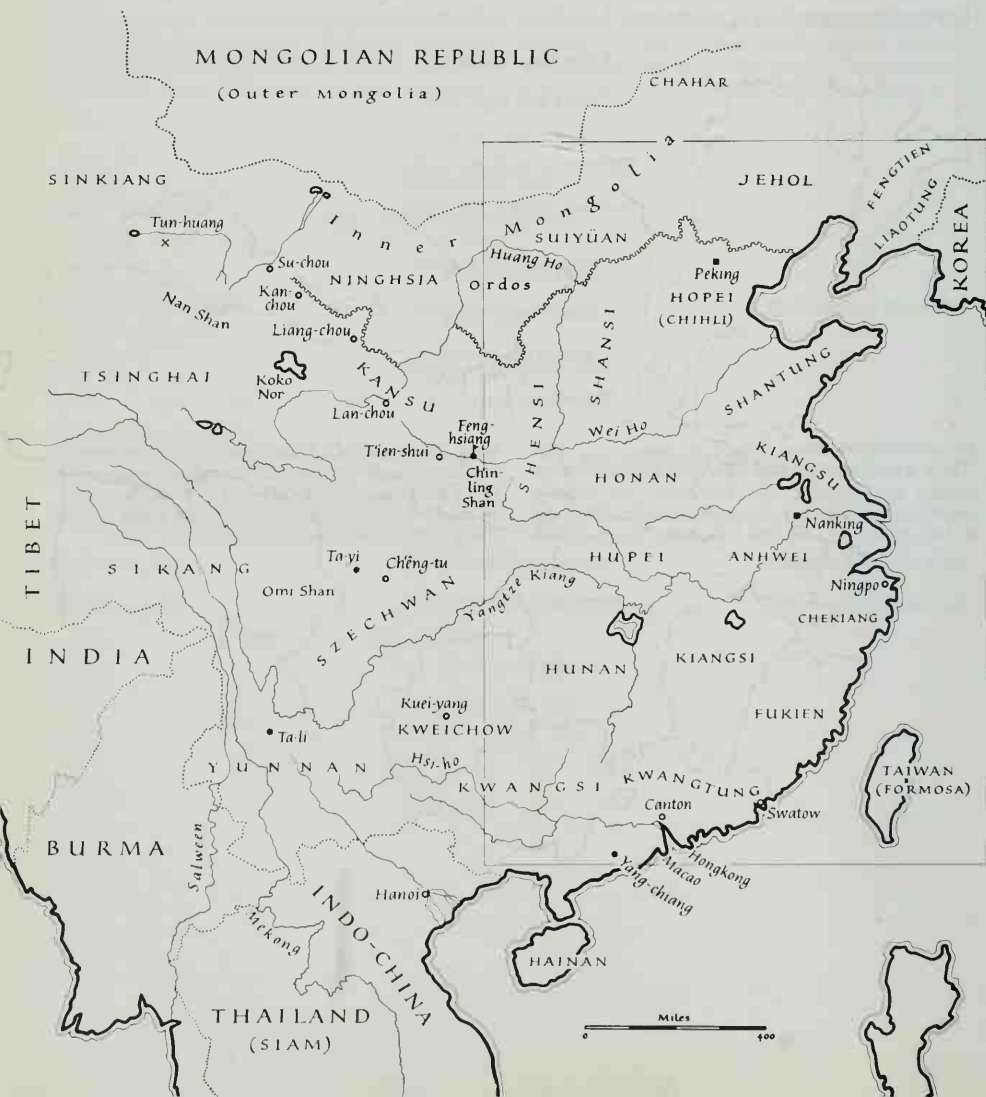 MONGOLIAN REPUBLIC
(Outer Mongolia)
CHAHAR
SINKIANG
JEHOL
FENGTIEN
LIAOTUNG
KOREA
Tun-huang
x
Inner Mongolia
SUIYÜAN
Su-chou
NINGHSIA
Huang Ho
Ordos
Peking
HOPEI
(CHIHLI)
Kan-
chou
Nan Shan
Liang-chou
SHANSI
SHANTUNG
TSINGHAI
Koko
Nor
KANSU
Lan-chou
SHENSI
Feng-
hsiang
Wei Ho
T'ien-shui
Ch'in-
ling
Shan
HONAN
KIANGSU
Nanking
TIBET
SIKANG
Ta-yi
Ch'êng-tu
HUPEI
ANHWEI
Omi Shan
SZECHWAN
Yangtze Kiang
Ningpo
CHEKIANG
INDIA
HUNAN
KIANGSI
Kuei-yang
KWEICHOW
FUKIEN
Ta-li
YUNNAN
Hsi-ho
KWANGSI
KWANGTUNG
TAIWAN
(FORMOSA)
Canton
Swatow
BURMA
Salween
Hongkong
Macao
Yang-chiang
Hanoi
INDO-CHINA
Mekong
HAINAN
THAILAND
(SIAM)
Miles
0 400